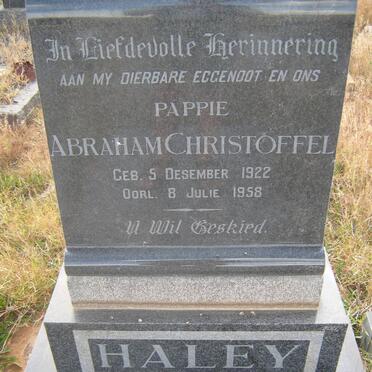 In Liefdevolle Herinnering
AAN MY DIERBARE EGGENOOT EN ONS
PAPPIE
ABRAHAM CHRISTOFFEL
GEB. 5 DESEMBER 1922
OORL. 8 JULIE 1958
U Wil Geskied.
HALEY